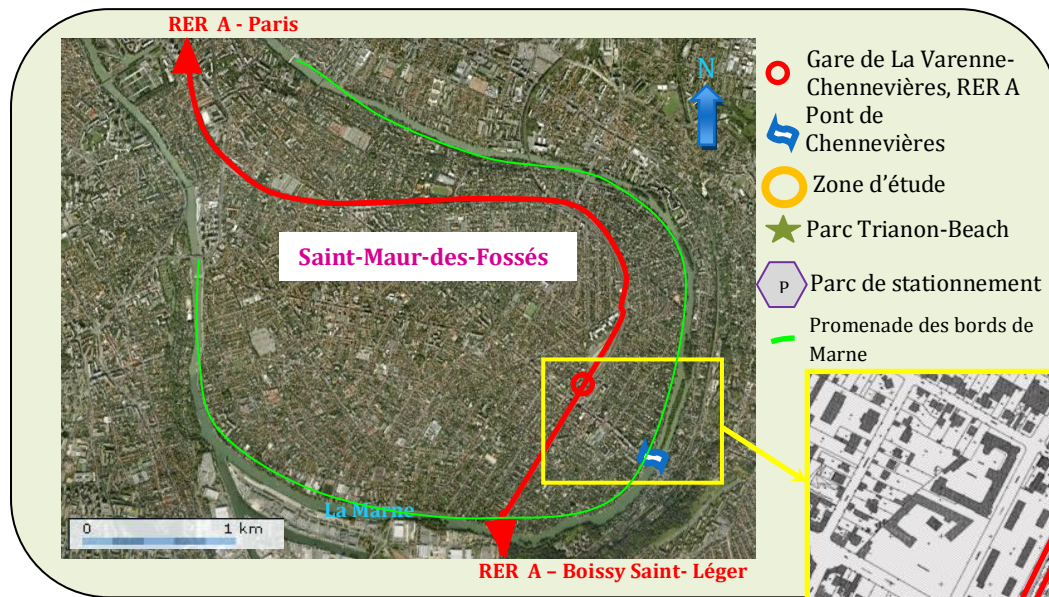 RER A - Paris
N
Saint-Maur-des-Fossés
La Marne
0 1 km
RER A – Boissy Saint- Léger
Gare de La Varenne-
Chennevières, RER A
Pont de
Chennevières
Zone d'étude
Parc Trianon-Beach
P Parc de stationnement
Promenade des bords de
Marne